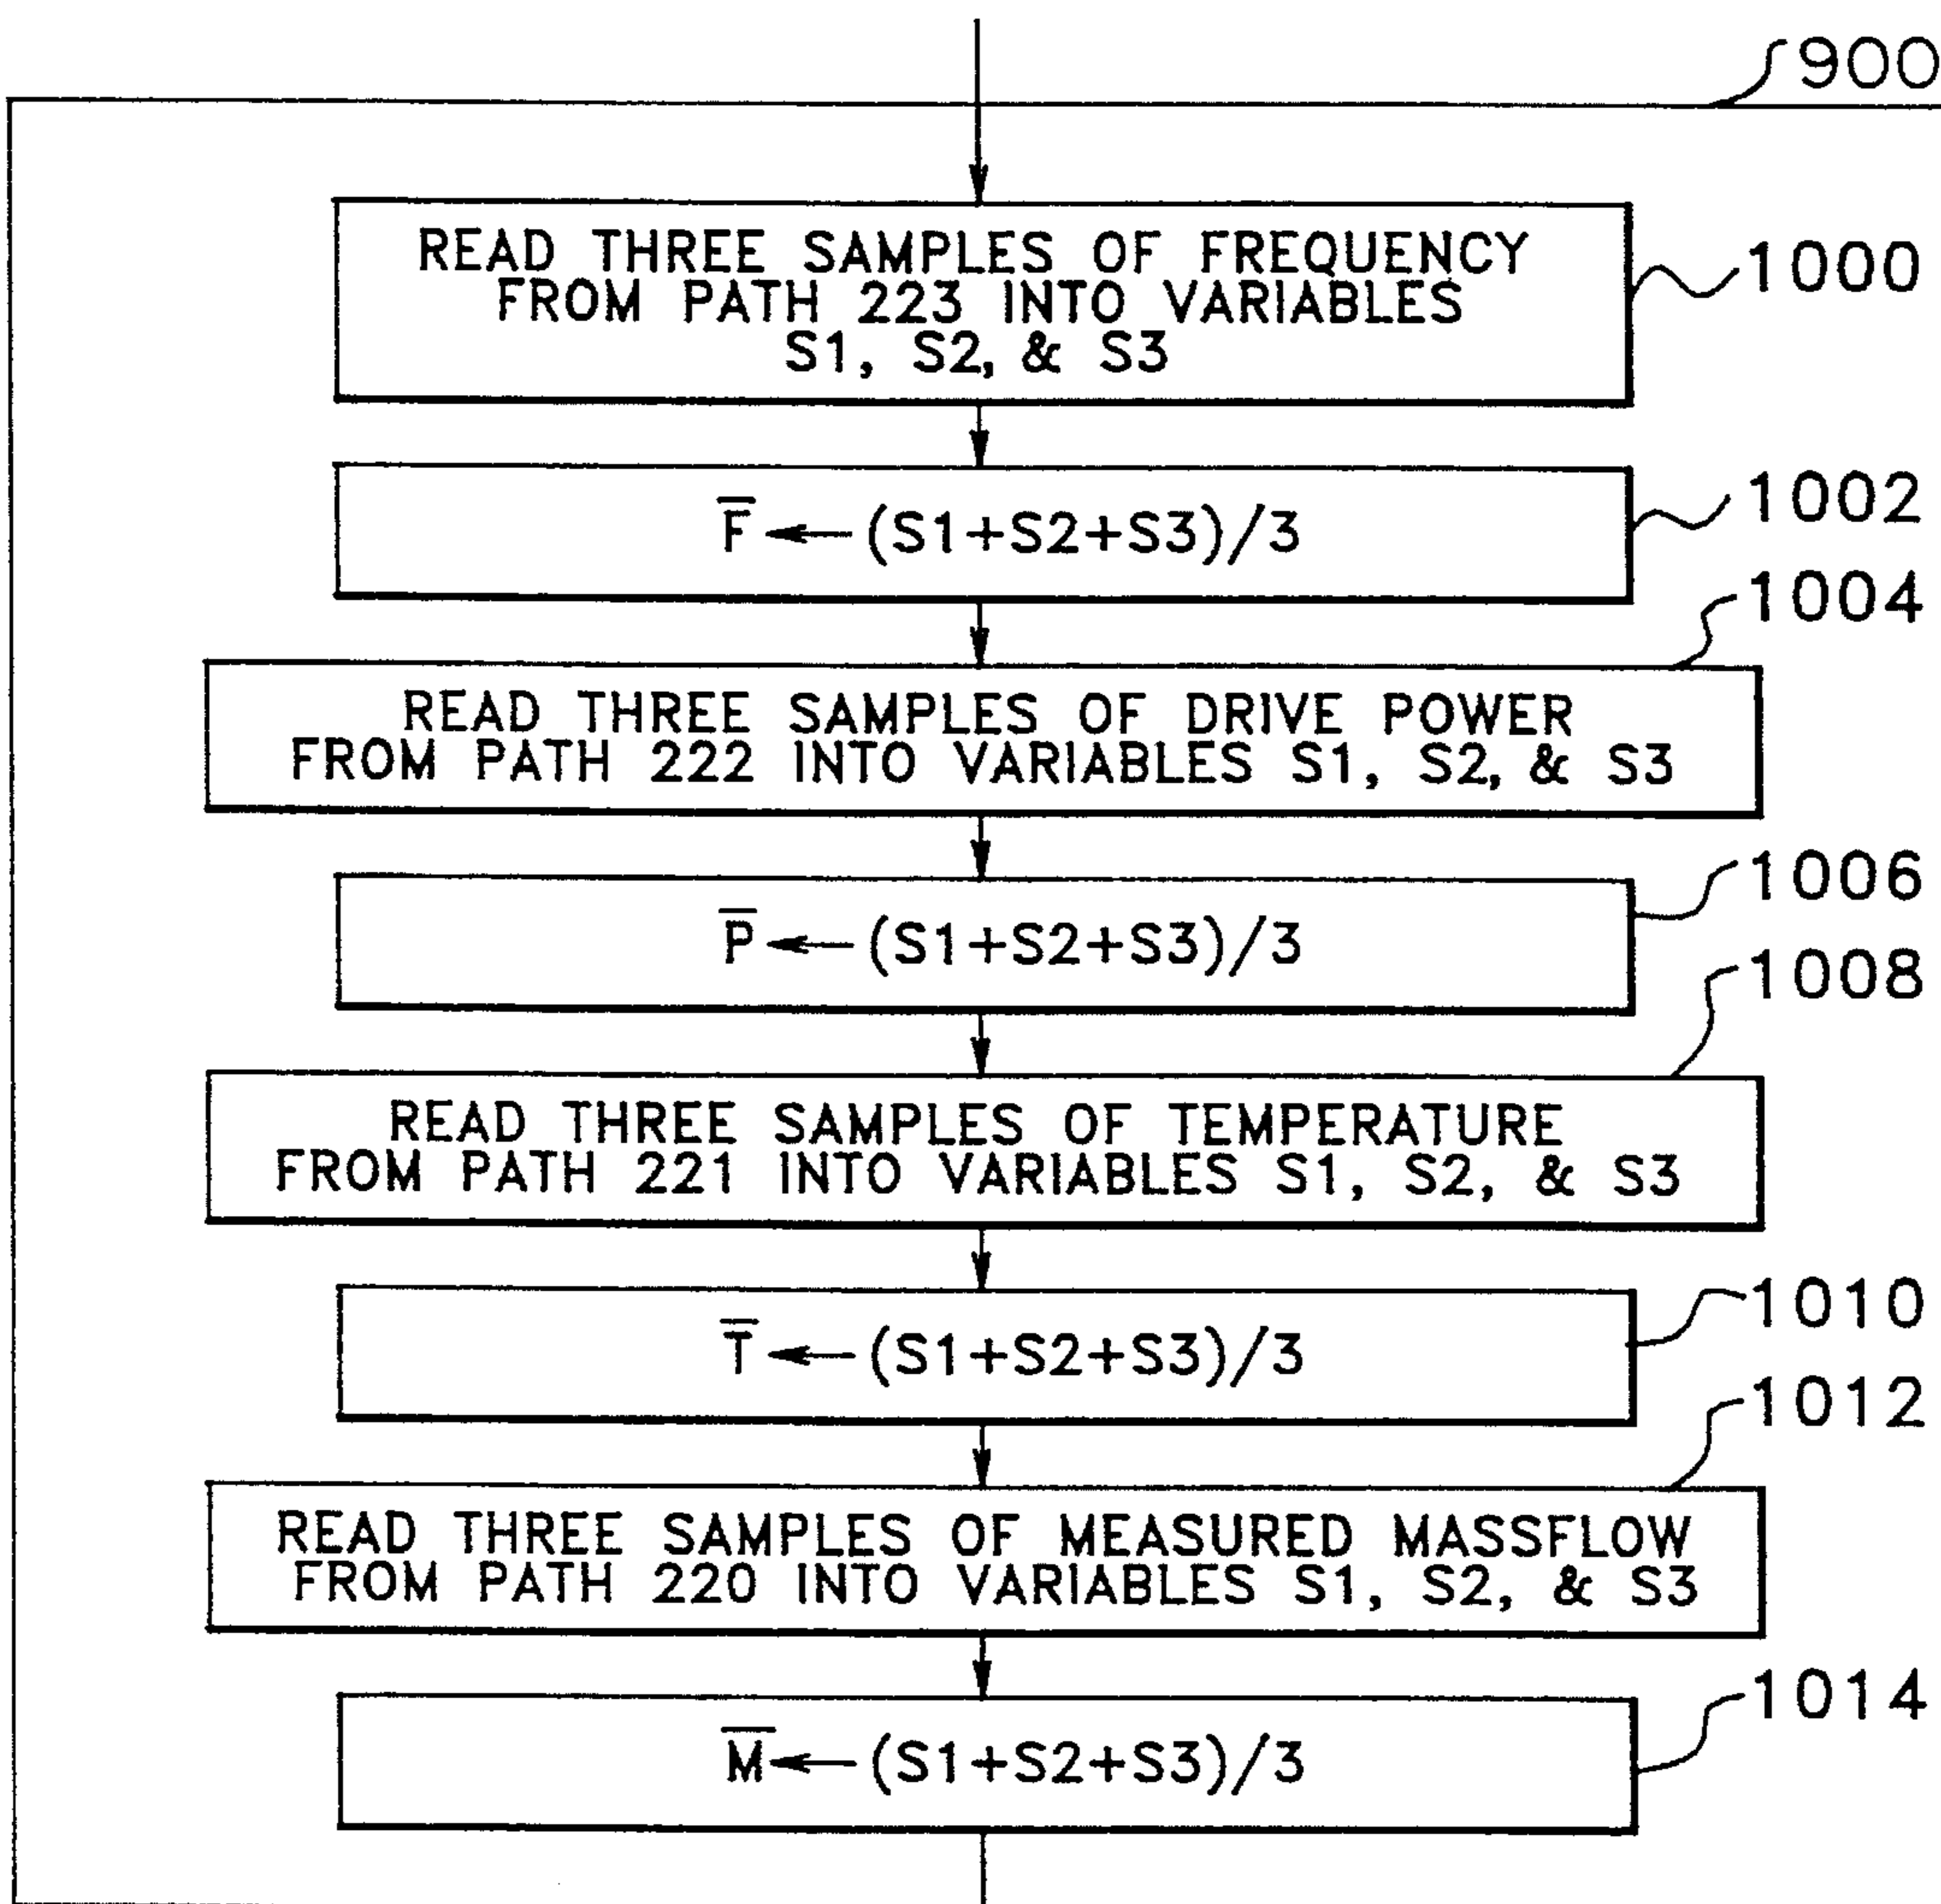 900
READ THREE SAMPLES OF FREQUENCY
FROM PATH 223 INTO VARIABLES
S1, S2, & S3
1000
F̅ ← (S1+S2+S3)/3
1002
1004
READ THREE SAMPLES OF DRIVE POWER
FROM PATH 222 INTO VARIABLES S1, S2, & S3
P̅ ← (S1+S2+S3)/3
1006
1008
READ THREE SAMPLES OF TEMPERATURE
FROM PATH 221 INTO VARIABLES S1, S2, & S3
T̅ ← (S1+S2+S3)/3
1010
1012
READ THREE SAMPLES OF MEASURED MASSFLOW
FROM PATH 220 INTO VARIABLES S1, S2, & S3
M̅ ← (S1+S2+S3)/3
1014